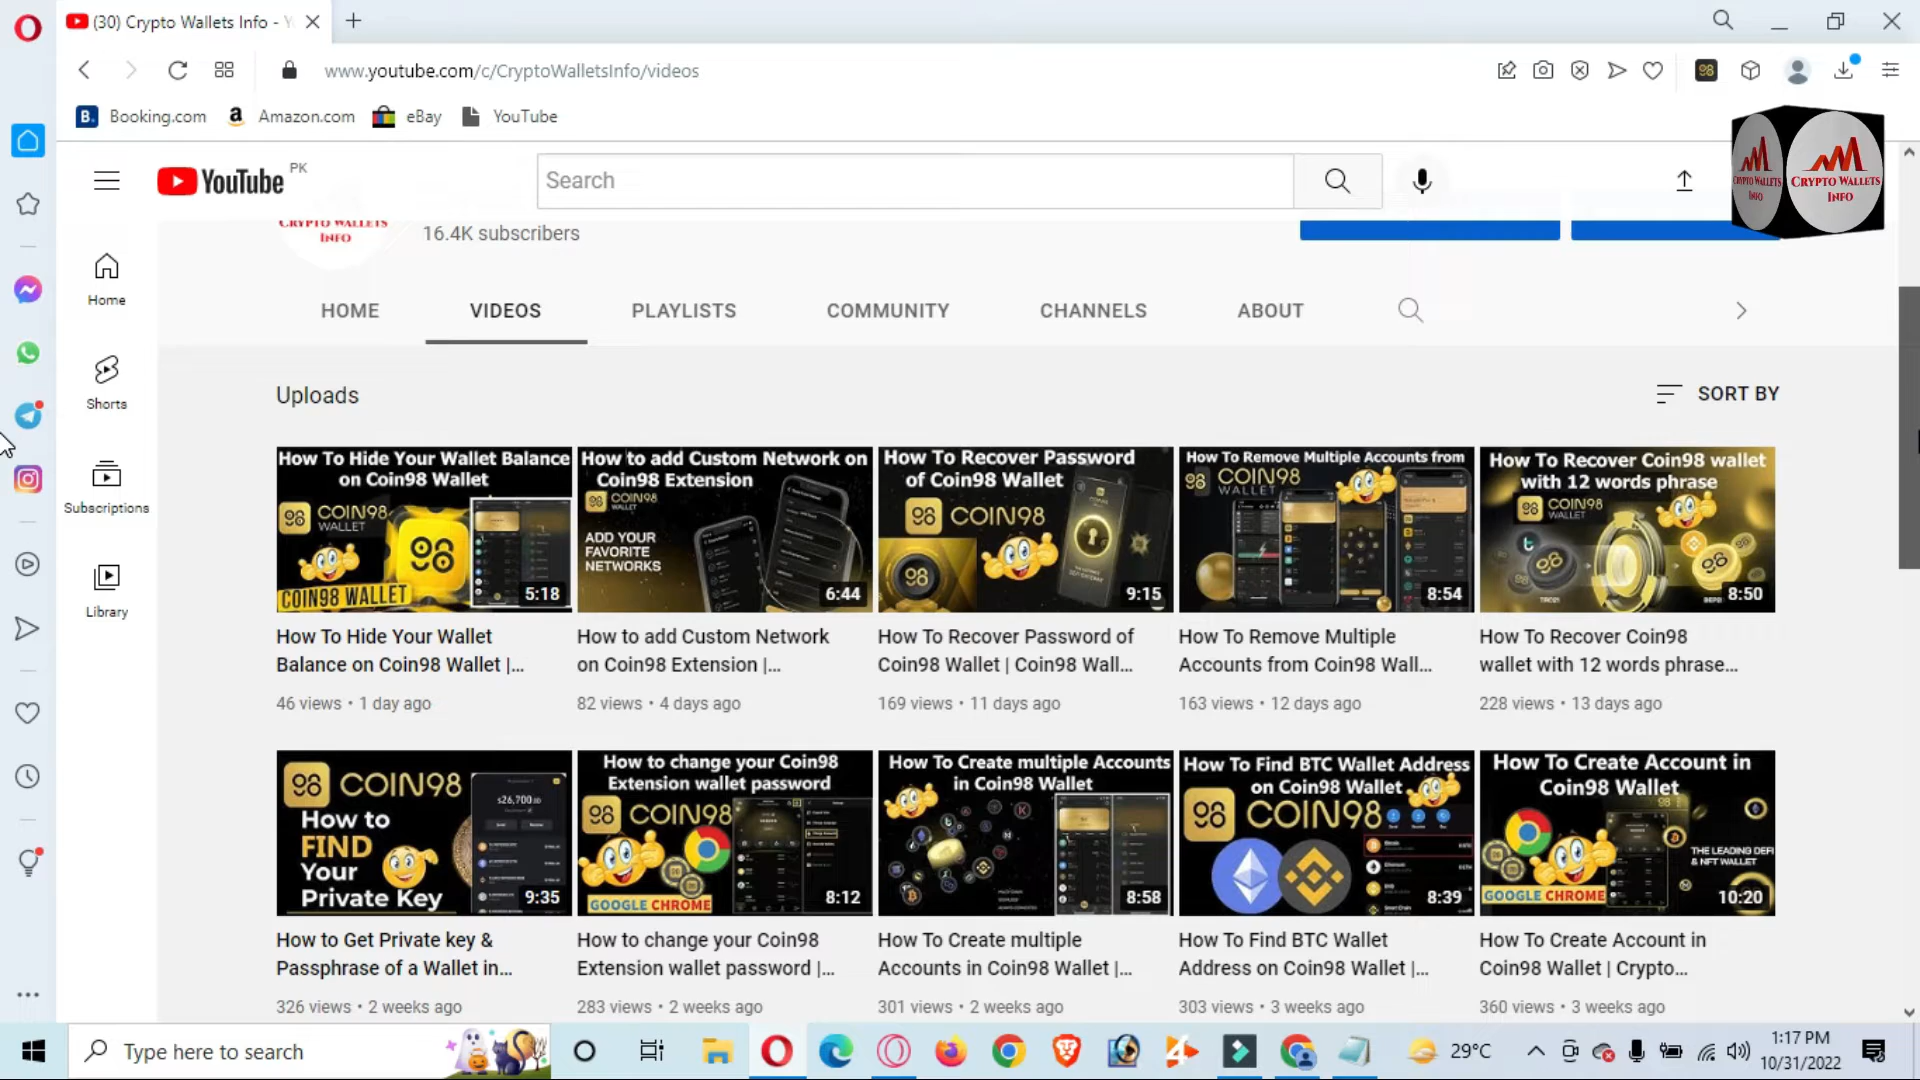 (30) Crypto Wallets Info - Y
www.youtube.com/c/CryptoWalletsInfo/videos
Booking.com
Amazon.com
eBay
YouTube
YouTube PK
Search
CRYPTO WALLETS INFO
CRYPTO WALLETS INFO
CRYPTO WALLETS
INFO
16.4K subscribers
HOME
VIDEOS
PLAYLISTS
COMMUNITY
CHANNELS
ABOUT
Home
Shorts
Subscriptions
Library
Uploads
SORT BY
How To Hide Your Wallet Balance
on Coin98 Wallet
COIN98
WALLET
COIN98 WALLET
5:18
How to add Custom Network on
Coin98 Extension
COIN98
WALLET
ADD YOUR
FAVORITE
NETWORKS
6:44
How To Recover Password
of Coin98 Wallet
COIN98
9:15
How To Remove Multiple Accounts from
COIN98
WALLET
8:54
How To Recover Coin98 wallet
with 12 words phrase
COIN98
WALLET
8:50
How To Hide Your Wallet
Balance on Coin98 Wallet |...
46 views • 1 day ago
How to add Custom Network
on Coin98 Extension |...
82 views • 4 days ago
How To Recover Password of
Coin98 Wallet | Coin98 Wall...
169 views • 11 days ago
How To Remove Multiple
Accounts from Coin98 Wall...
163 views • 12 days ago
How To Recover Coin98
wallet with 12 words phrase...
228 views • 13 days ago
COIN98
How to
FIND
Your
Private Key
9:35
How to change your Coin98
Extension wallet password
COIN98
GOOGLE CHROME
8:12
How To Create multiple Accounts
in Coin98 Wallet
8:58
How To Find BTC Wallet Address
on Coin98 Wallet
COIN98
8:39
How To Create Account in
Coin98 Wallet
THE LEADING DEFI
& NFT WALLET
GOOGLE CHROME
10:20
How to Get Private key &
Passphrase of a Wallet in...
326 views • 2 weeks ago
How to change your Coin98
Extension wallet password |...
283 views • 2 weeks ago
How To Create multiple
Accounts in Coin98 Wallet |...
301 views • 2 weeks ago
How To Find BTC Wallet
Address on Coin98 Wallet |...
303 views • 3 weeks ago
How To Create Account in
Coin98 Wallet | Crypto...
360 views • 3 weeks ago
Type here to search
29°C
1:17 PM
10/31/2022